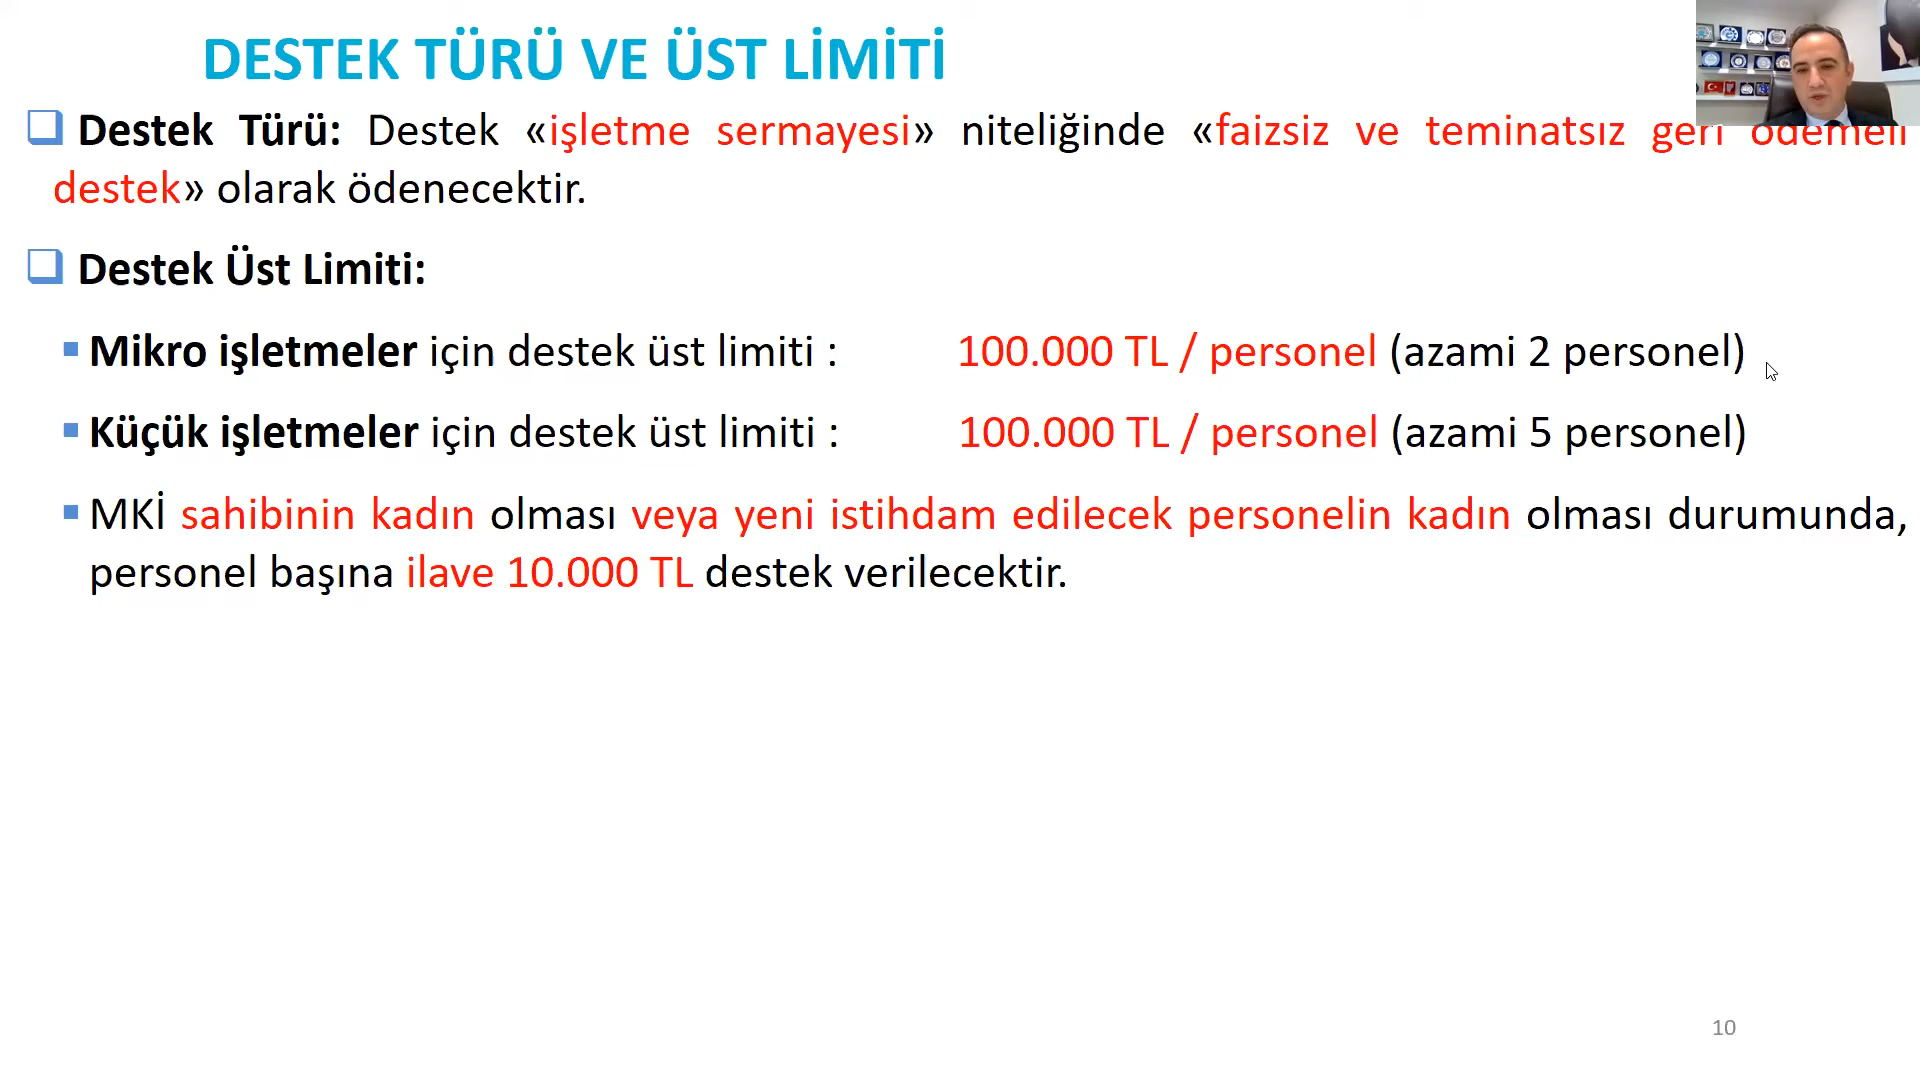 DESTEK TÜRÜ VE ÜST LİMİTİ
Destek Türü: Destek «işletme sermayesi» niteliğinde «faizsiz ve teminatsız geri ödemeli
destek» olarak ödenecektir.
Destek Üst Limiti:
Mikro işletmeler için destek üst limiti : 100.000 TL / personel (azami 2 personel)
Küçük işletmeler için destek üst limiti : 100.000 TL / personel (azami 5 personel)
MKİ sahibinin kadın olması veya yeni istihdam edilecek personelin kadın olması durumunda,
personel başına ilave 10.000 TL destek verilecektir.
10